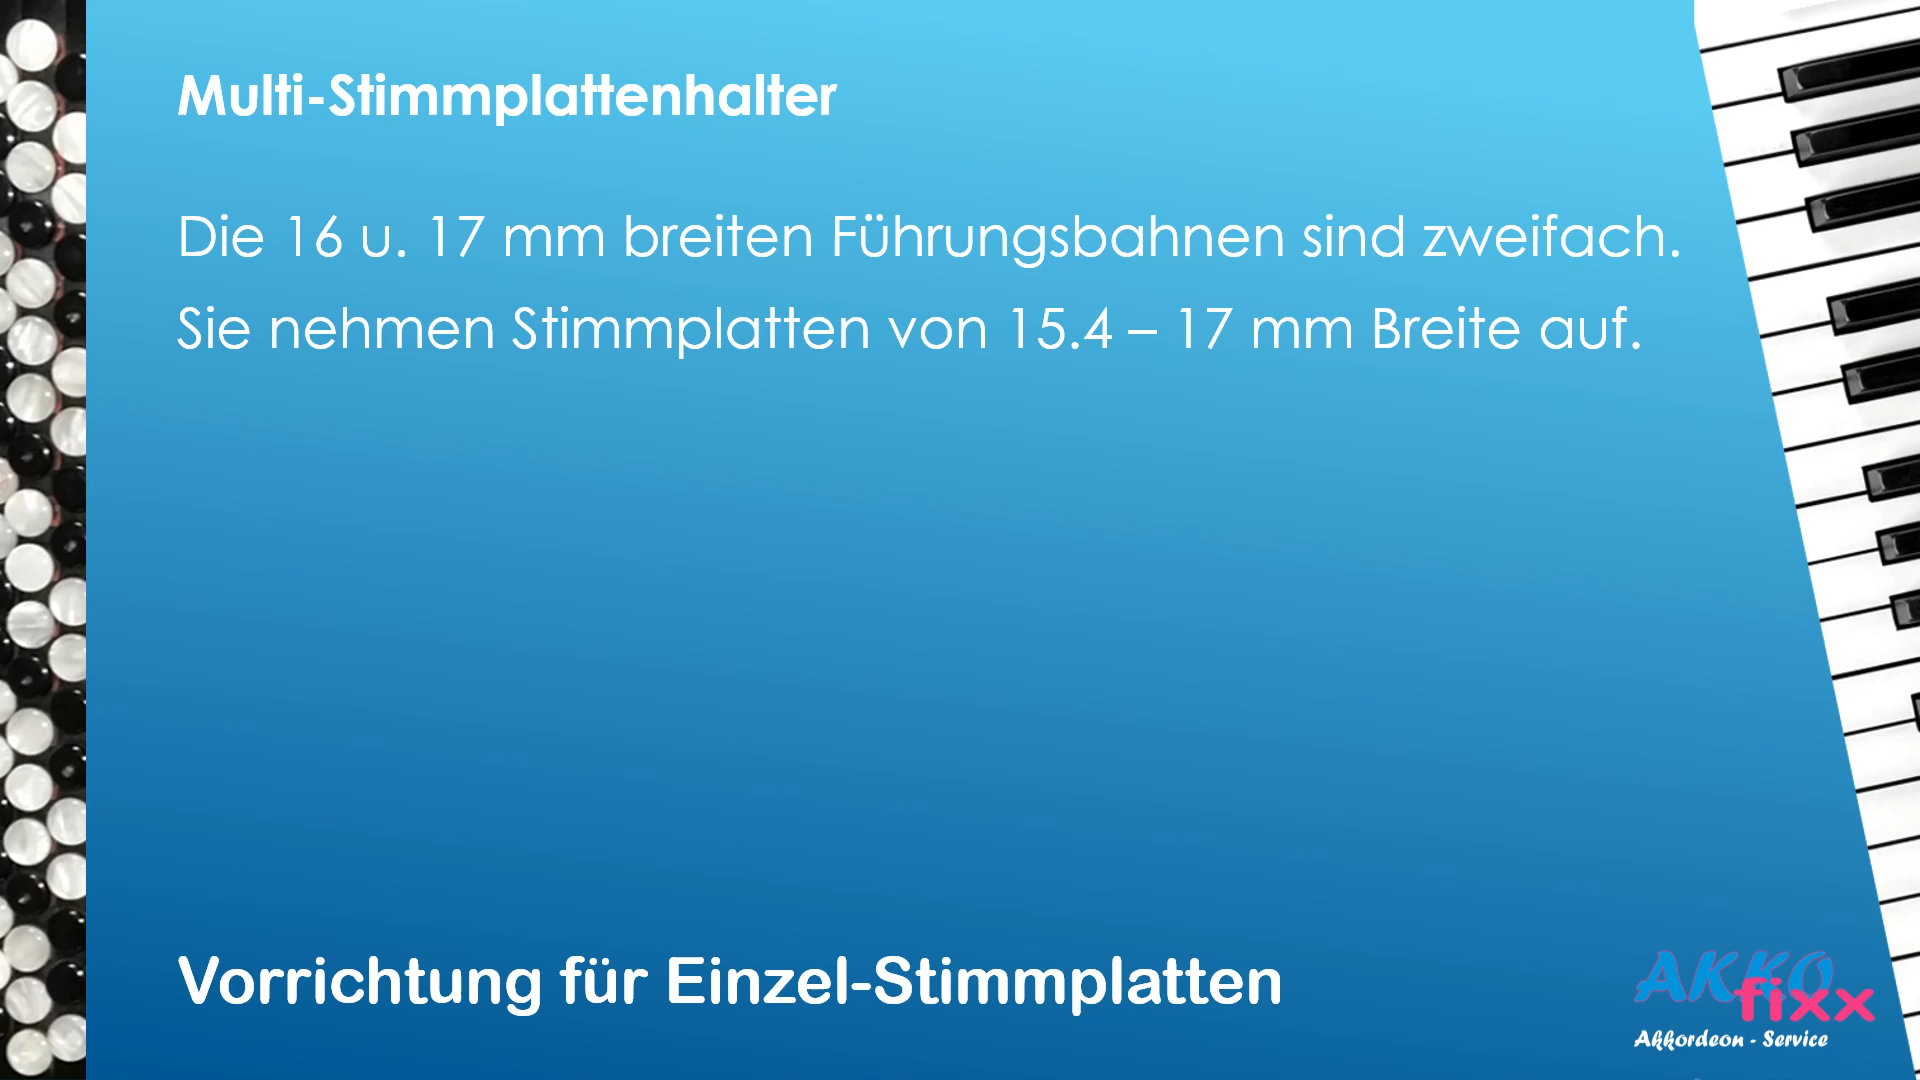 Multi-Stimmplattenhalter
Die 16 u. 17 mm breiten Führungsbahnen sind zweifach.
Sie nehmen Stimmplatten von 15.4 – 17 mm Breite auf.
Vorrichtung für Einzel-Stimmplatten
AKKO
fixx
Akkordeon - Service